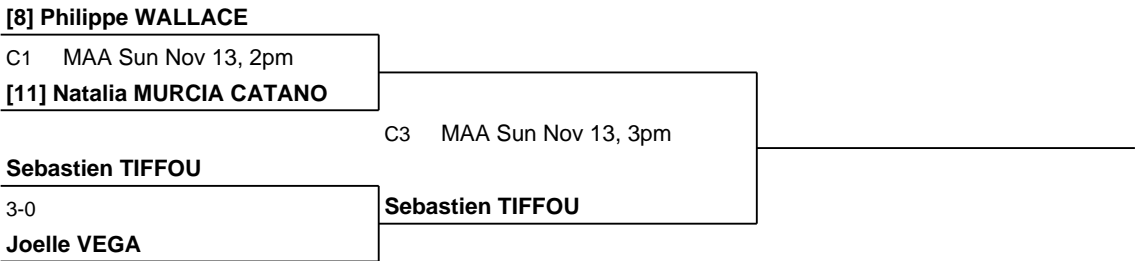 [8] Philippe WALLACE
C1 MAA Sun Nov 13, 2pm
[11] Natalia MURCIA CATANO
C3 MAA Sun Nov 13, 3pm
Sebastien TIFFOU
3-0
Sebastien TIFFOU
Joelle VEGA